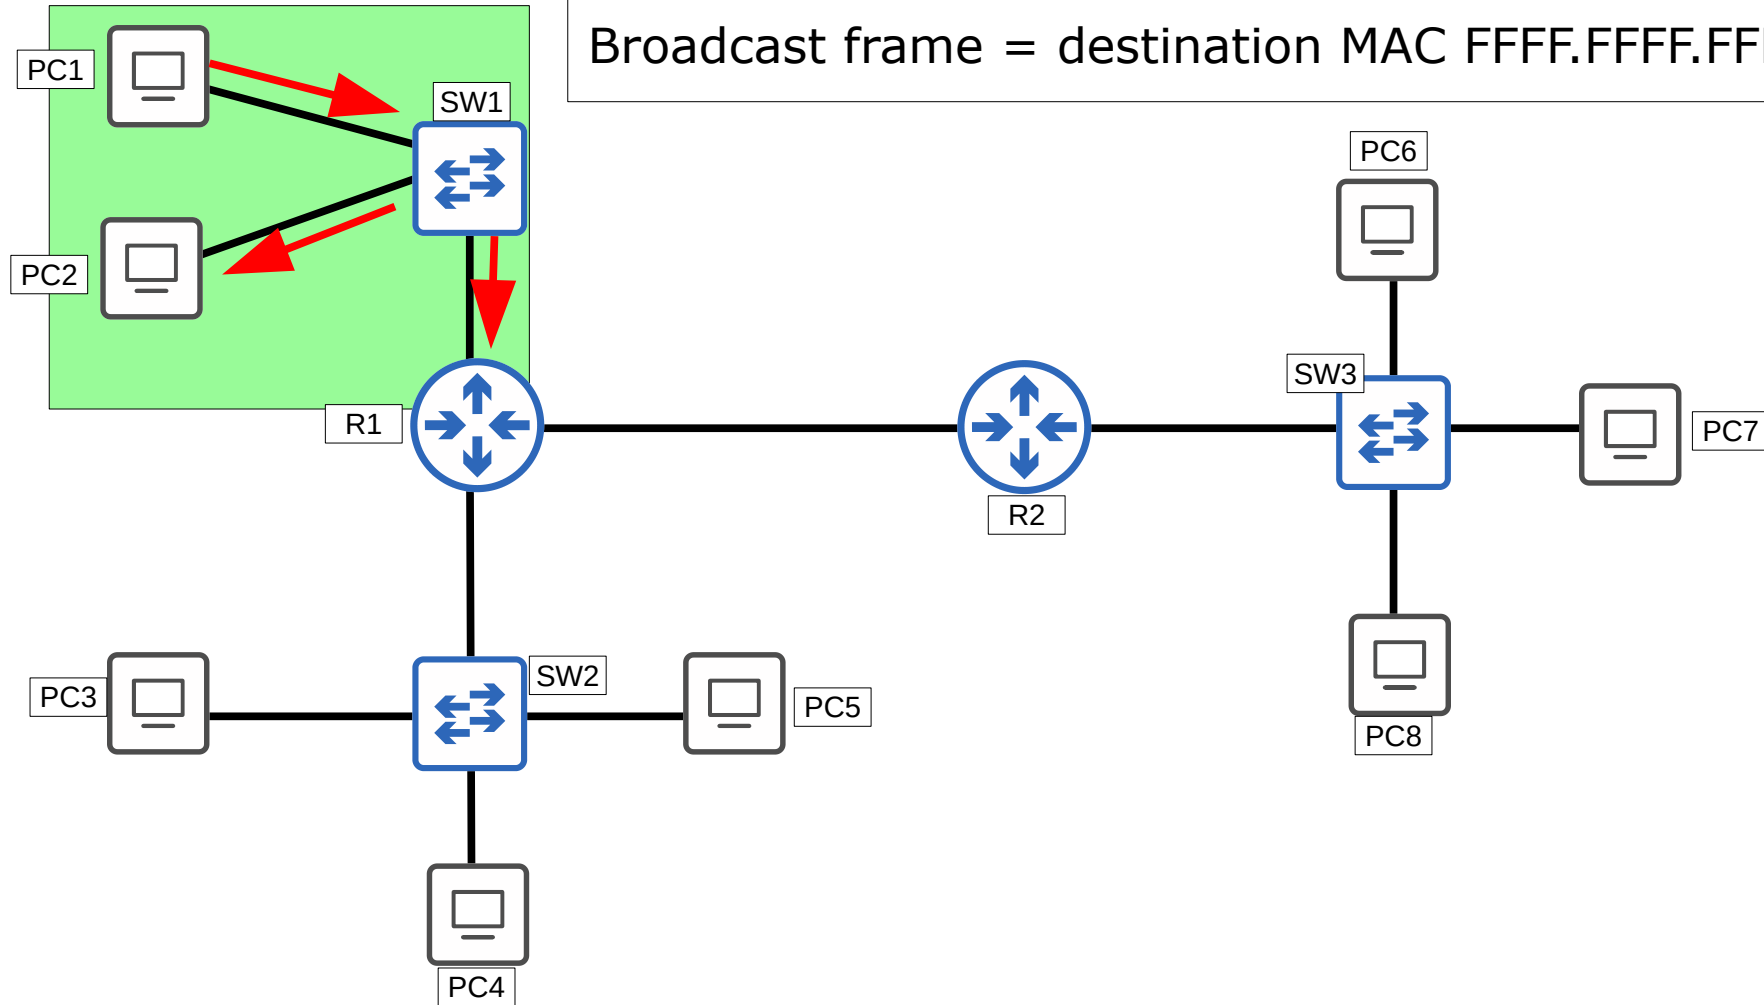 Broadcast frame = destination MAC FFFF.FFFF.FF
PC1
SW1
PC2
PC6
SW3
R1
PC7
R2
SW2
PC3
PC5
PC8
PC4